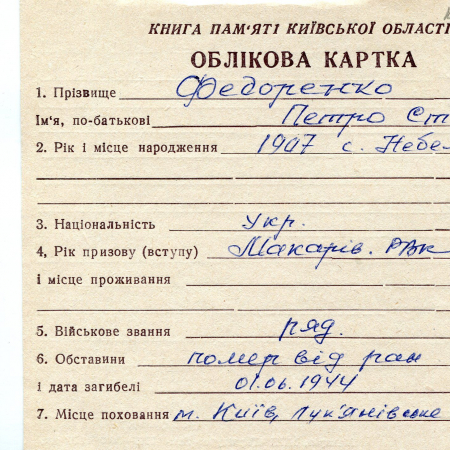 КНИГА ПАМ'ЯТІ КИЇВСЬКОЇ ОБЛАСТІ
ОБЛІКОВА КАРТКА
1. Прізвище Федоренко
Ім'я, по-батькові Петро Ст
2. Рік і місце народження 1907 с. Небе
3. Національність укр.
4, Рік призову (вступу) Макарів. РВК
і місце проживання
5. Військове звання ряд.
6. Обставини помер від ран
і дата загибелі 01.06.1944
7. Місце поховання м. Київ, Лук'янівське